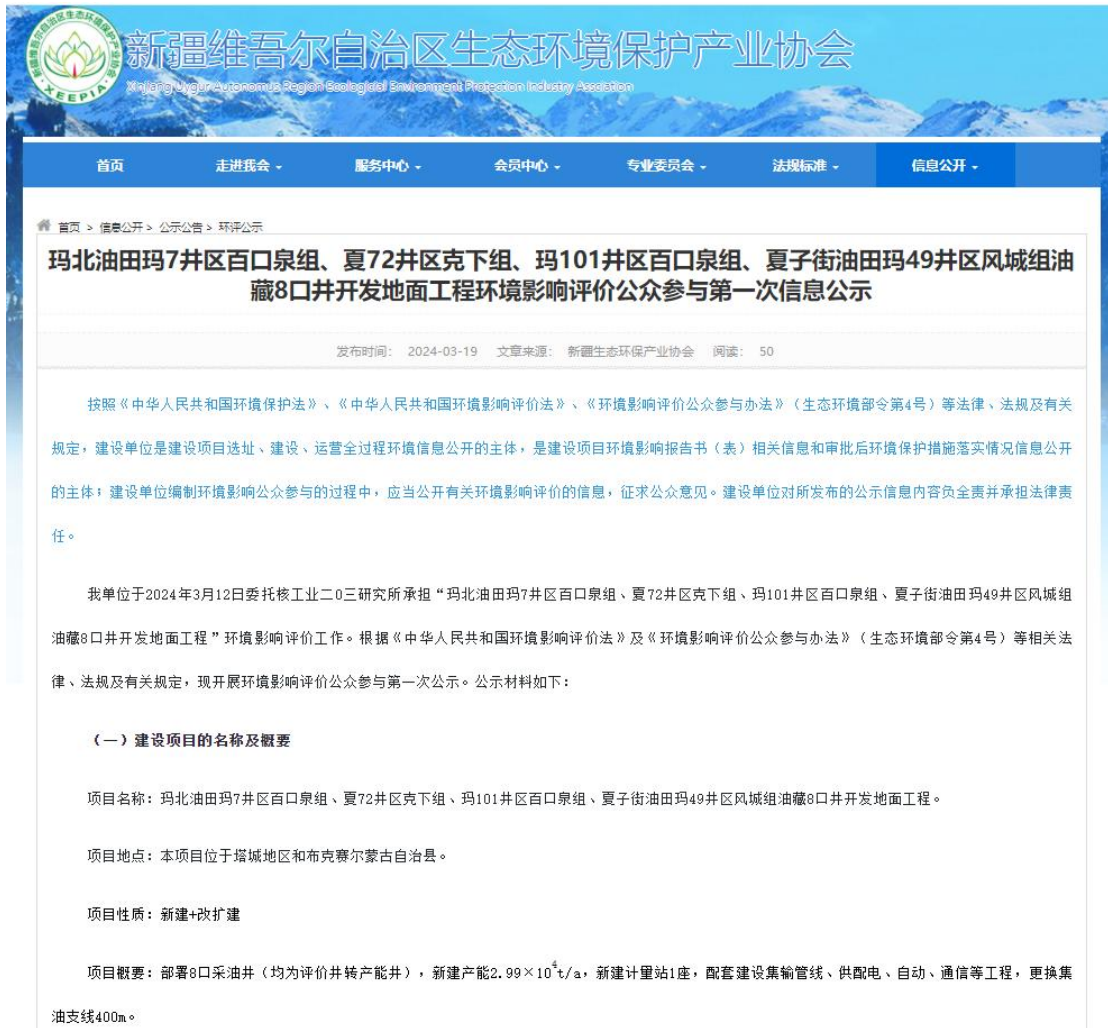 新疆维吾尔自治区生态环境保护产业协会
XEEPIA
Xinjiang Uygur Autonomus Region Ecological Environment Protection Industry Assciation
首页 走进我会 服务中心 会员中心 专业委员会 法规标准 信息公开
首页 > 信息公开 > 公示公告 > 环评公示
玛北油田玛7井区百口泉组、夏72井区克下组、玛101井区百口泉组、夏子街油田玛49井区风城组油
藏8口井开发地面工程环境影响评价公众参与第一次信息公示
发布时间: 2024-03-19 文章来源: 新疆生态环保产业协会 阅读: 50
按照《中华人民共和国环境保护法》、《中华人民共和国环境影响评价法》、《环境影响评价公众参与办法》（生态环境部令第4号）等法律、法规及有关
规定，建设单位是建设项目选址、建设、运营全过程环境信息公开的主体，是建设项目环境影响报告书（表）相关信息和审批后环境保护措施落实情况信息公开
的主体；建设单位编制环境影响公众参与的过程中，应当公开有关环境影响评价的信息，征求公众意见。建设单位对所发布的公示信息内容负全责并承担法律责
任。
我单位于2024年3月12日委托核工业二0三研究所承担“玛北油田玛7井区百口泉组、夏72井区克下组、玛101井区百口泉组、夏子街油田玛49井区风城组
油藏8口井开发地面工程”环境影响评价工作。根据《中华人民共和国环境影响评价法》及《环境影响评价公众参与办法》（生态环境部令第4号）等相关法
律、法规及有关规定，现开展环境影响评价公众参与第一次公示。公示材料如下：
（一）建设项目的名称及概要
项目名称：玛北油田玛7井区百口泉组、夏72井区克下组、玛101井区百口泉组、夏子街油田玛49井区风城组油藏8口井开发地面工程。
项目地点：本项目位于塔城地区和布克赛尔蒙古自治县。
项目性质：新建+改扩建
项目概要：部署8口采油井（均为评价井转产能井），新建产能2.99×10⁴t/a，新建计量站1座，配套建设集输管线、供配电、自动、通信等工程，更换集
油支线400m。